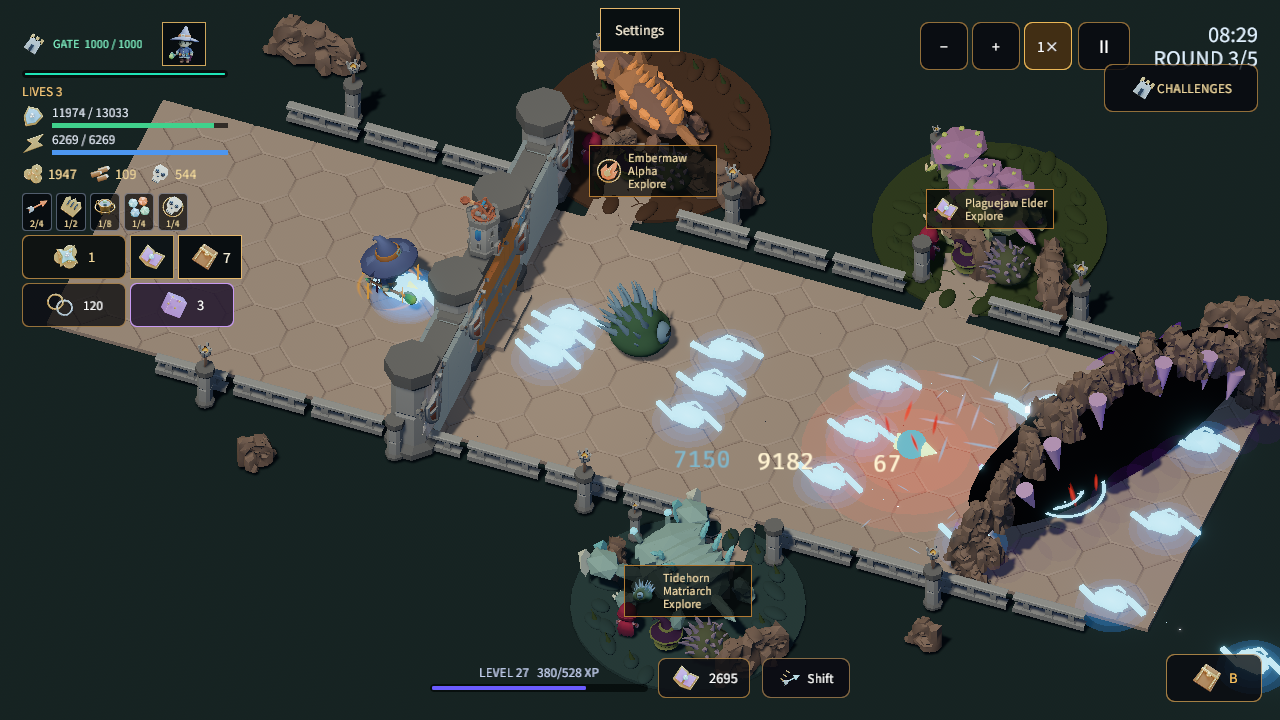 Settings
GATE 1000 / 1000
LIVES 3
11974 / 13033
6269 / 6269
1947
109
544
2/4
1/2
1/8
1/4
1/4
1
7
120
3
−
+
1×
08:29
ROUND 3/5
CHALLENGES
Embermaw
Alpha
Explore
Plaguejaw Elder
Explore
7150
9182
67
Tidehorn
Matriarch
Explore
LEVEL 27 380/528 XP
2695
Shift
B